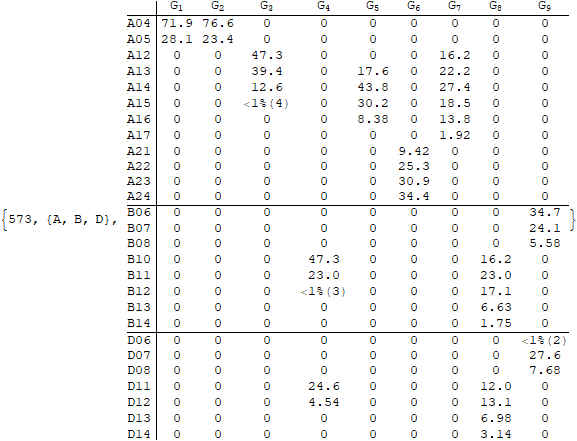 G₁ G₂ G₃ G₄ G₅ G₆ G₇ G₈ G₉
A04 71.9 76.6 0 0 0 0 0 0 0
A05 28.1 23.4 0 0 0 0 0 0 0
A12 0 0 47.3 0 0 0 16.2 0 0
A13 0 0 39.4 0 17.6 0 22.2 0 0
A14 0 0 12.6 0 43.8 0 27.4 0 0
A15 0 0 <1%(4) 0 30.2 0 18.5 0 0
A16 0 0 0 0 8.38 0 13.8 0 0
A17 0 0 0 0 0 0 1.92 0 0
A21 0 0 0 0 0 9.42 0 0 0
A22 0 0 0 0 0 25.3 0 0 0
A23 0 0 0 0 0 30.9 0 0 0
A24 0 0 0 0 0 34.4 0 0 0
{573, {A, B, D}, B06 0 0 0 0 0 0 0 0 34.7 }
B07 0 0 0 0 0 0 0 0 24.1
B08 0 0 0 0 0 0 0 0 5.58
B10 0 0 0 47.3 0 0 0 16.2 0
B11 0 0 0 23.0 0 0 0 23.0 0
B12 0 0 0 <1%(3) 0 0 0 17.1 0
B13 0 0 0 0 0 0 0 6.63 0
B14 0 0 0 0 0 0 0 1.75 0
D06 0 0 0 0 0 0 0 0 <1%(2)
D07 0 0 0 0 0 0 0 0 27.6
D08 0 0 0 0 0 0 0 0 7.68
D11 0 0 0 24.6 0 0 0 12.0 0
D12 0 0 0 4.54 0 0 0 13.1 0
D13 0 0 0 0 0 0 0 6.98 0
D14 0 0 0 0 0 0 0 3.14 0